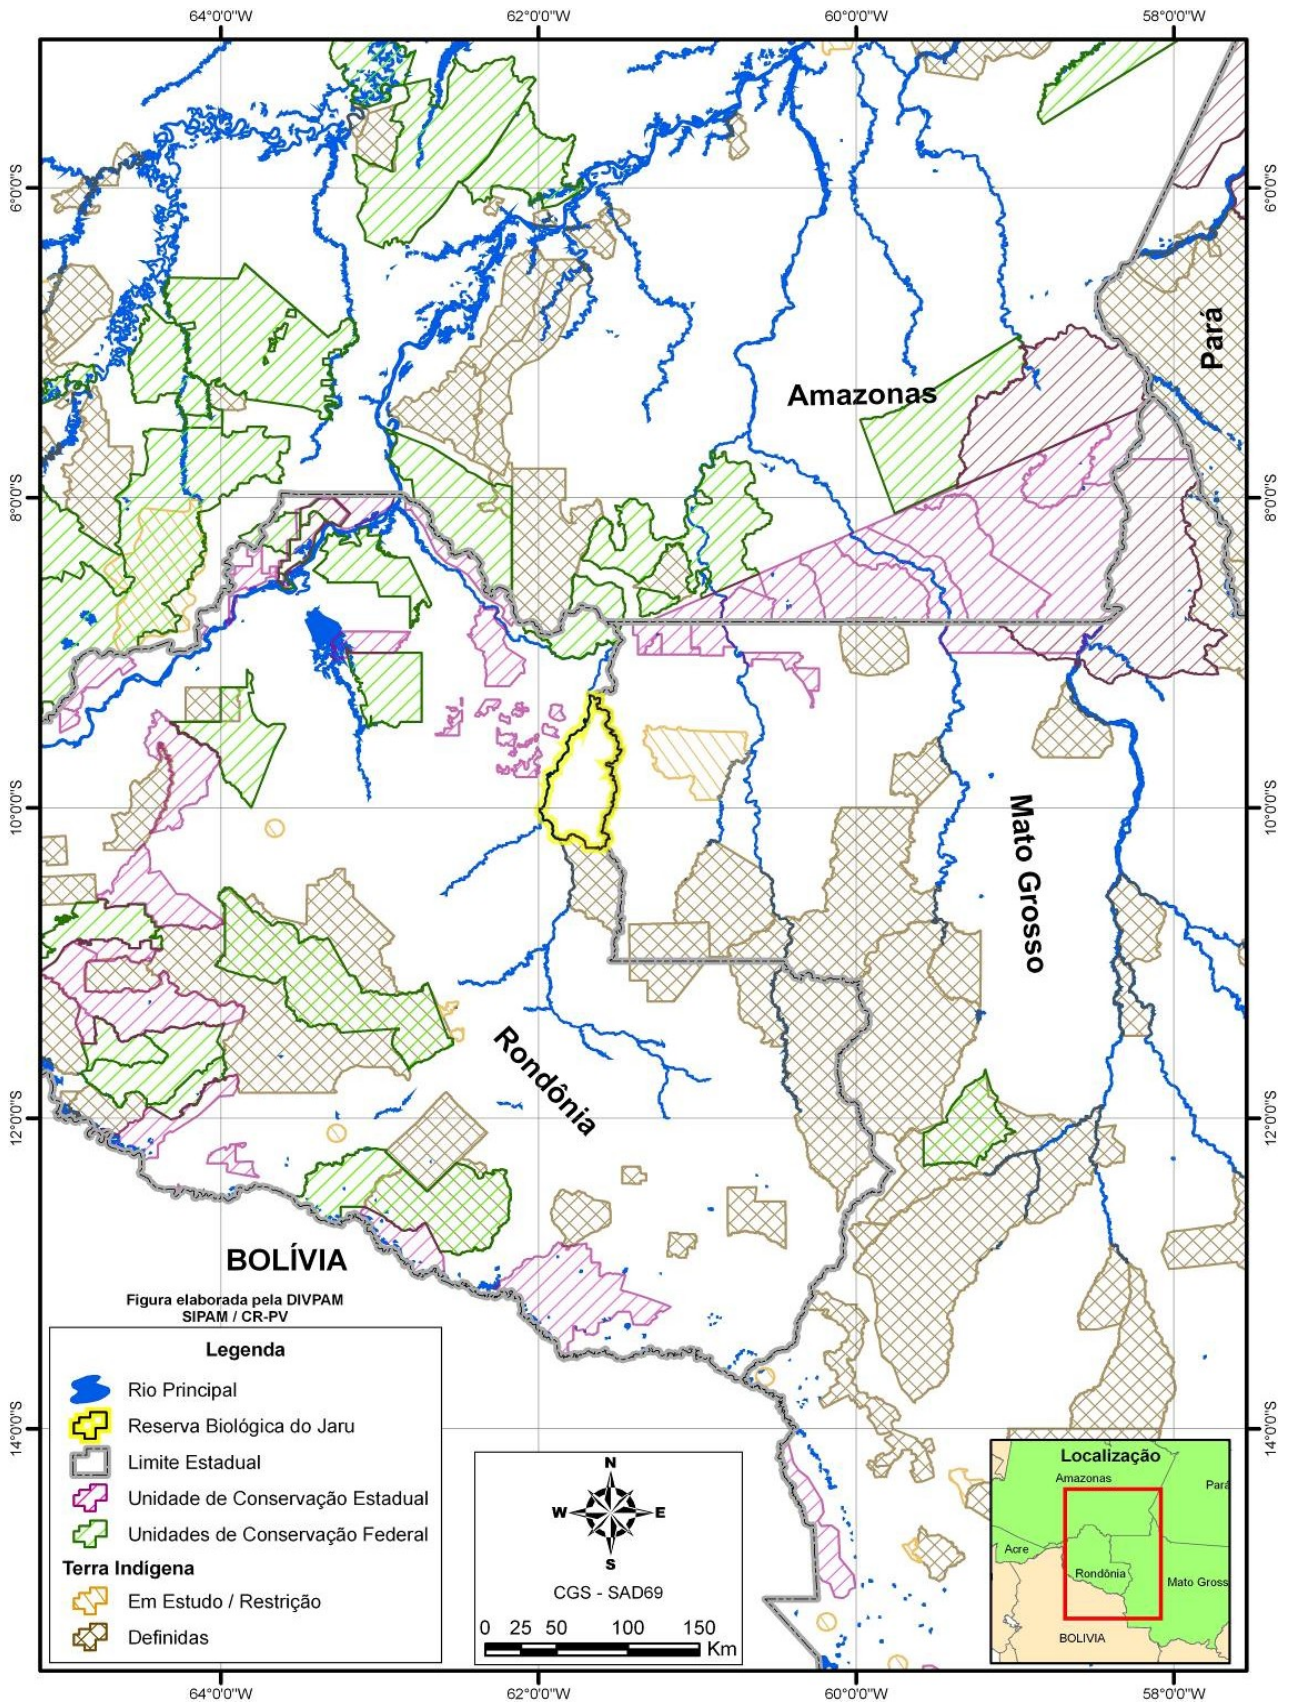 64°0'0"W 62°0'0"W 60°0'0"W 58°0'0"W
6°0'0"S 6°0'0"S
Pará
Amazonas
8°0'0"S 8°0'0"S
10°0'0"S 10°0'0"S
Mato Grosso
Rondônia
12°0'0"S 12°0'0"S
BOLÍVIA
Figura elaborada pela DIVPAM
SIPAM / CR-PV
Legenda
Rio Principal
Reserva Biológica do Jaru
Limite Estadual
Unidade de Conservação Estadual
Unidades de Conservação Federal
Terra Indígena
Em Estudo / Restrição
Definidas
14°0'0"S 14°0'0"S
N
W E
S
CGS - SAD69
0 25 50 100 150
Km
Localização
Amazonas
Pará
Acre
Rondônia
Mato Gross
BOLIVIA
64°0'0"W 62°0'0"W 60°0'0"W 58°0'0"W